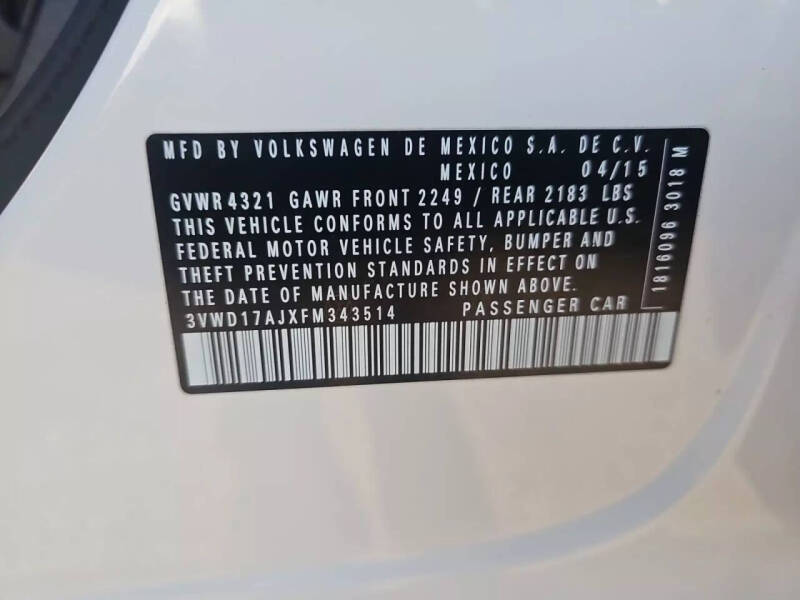 MFD BY VOLKSWAGEN DE MEXICO S.A. DE C.V.
MEXICO 04/15
GVWR 4321 GAWR FRONT 2249 / REAR 2183 LBS
THIS VEHICLE CONFORMS TO ALL APPLICABLE U.S.
FEDERAL MOTOR VEHICLE SAFETY, BUMPER AND
THEFT PREVENTION STANDARDS IN EFFECT ON
THE DATE OF MANUFACTURE SHOWN ABOVE.
3VWD17AJXFM343514 PASSENGER CAR
1816096 3018 M